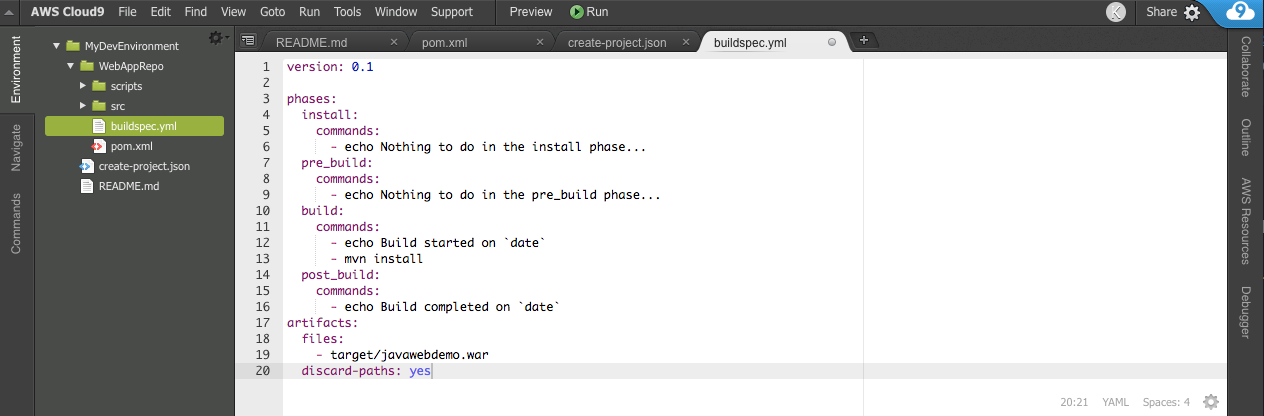 AWS Cloud9 File Edit Find View Goto Run Tools Window Support Preview Run K Share 9
README.md pom.xml create-project.json buildspec.yml
Environment
Navigate
Commands
MyDevEnvironment
WebAppRepo
scripts
src
buildspec.yml
pom.xml
create-project.json
README.md
1 version: 0.1
2
3 phases:
4 install:
5 commands:
6 - echo Nothing to do in the install phase...
7 pre_build:
8 commands:
9 - echo Nothing to do in the pre_build phase...
10 build:
11 commands:
12 - echo Build started on `date`
13 - mvn install
14 post_build:
15 commands:
16 - echo Build completed on `date`
17 artifacts:
18 files:
19 - target/javawebdemo.war
20 discard-paths: yes
20:21 YAML Spaces: 4
Collaborate
Outline
AWS Resources
Debugger